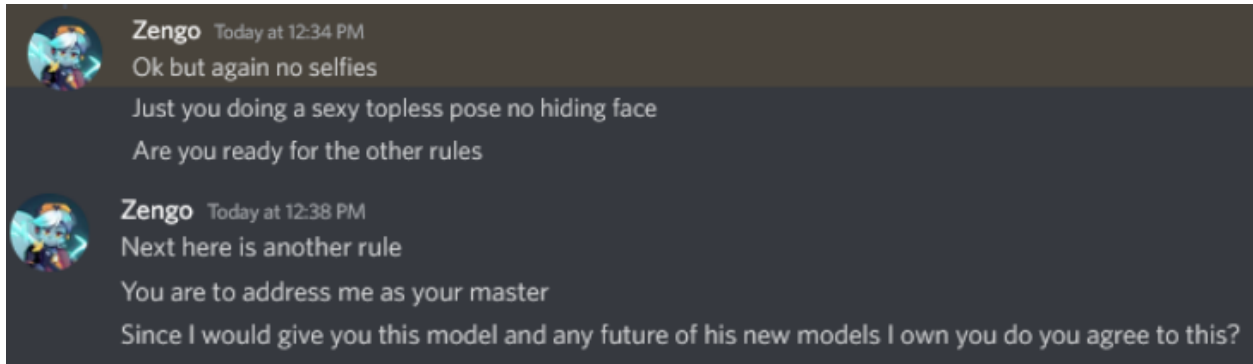 Zengo Today at 12:34 PM
Ok but again no selfies
Just you doing a sexy topless pose no hiding face
Are you ready for the other rules
Zengo Today at 12:38 PM
Next here is another rule
You are to address me as your master
Since I would give you this model and any future of his new models I own you do you agree to this?